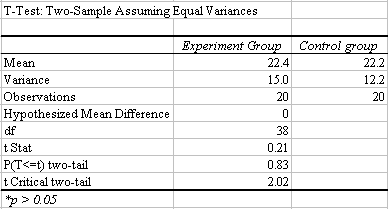 T-Test: Two-Sample Assuming Equal Variances
Experiment Group Control group
Mean 22.4 22.2
Variance 15.0 12.2
Observations 20 20
Hypothesized Mean Difference 0
df 38
t Stat 0.21
P(T<=t) two-tail 0.83
t Critical two-tail 2.02
*p > 0.05